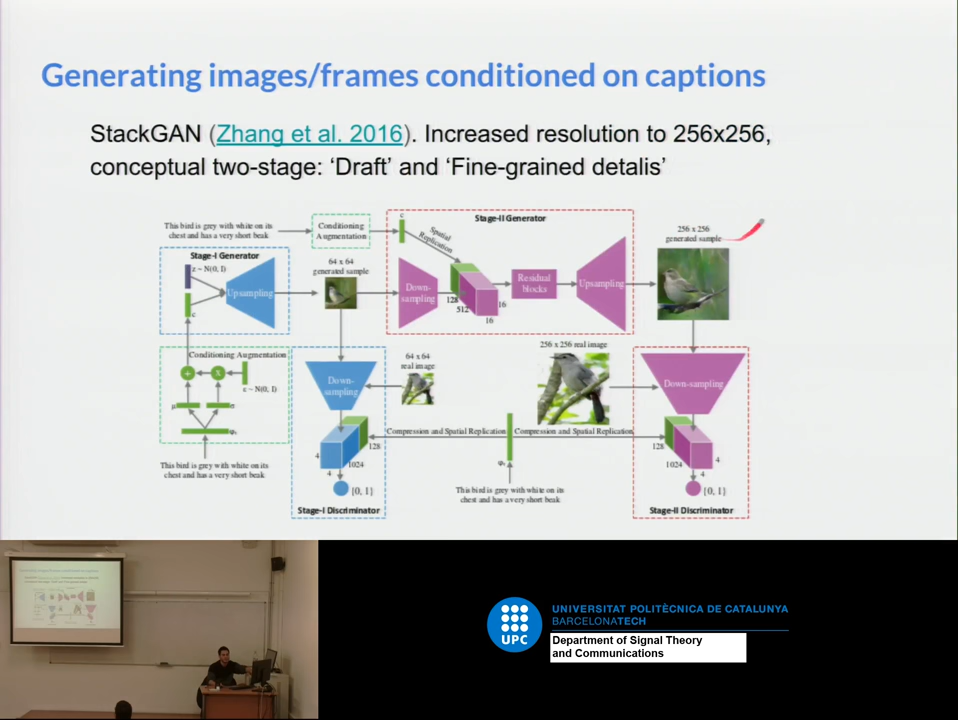 Generating images/frames conditioned on captions
StackGAN (Zhang et al. 2016). Increased resolution to 256x256,
conceptual two-stage: ‘Draft’ and ‘Fine-grained detalis’
This bird is grey with white on its
chest and has a very short beak
Conditioning
Augmentation
c
Spatial
Replication
Stage-II Generator
256 x 256
generated sample
Stage-I Generator
z ~ N(0, I)
c
Upsampling
64 x 64
generated sample
Down-
sampling
128
512
16
16
Residual
blocks
Upsampling
Conditioning Augmentation
+
x
ε ~ N(0, I)
μ
σ
φt
This bird is grey with white on its
chest and has a very short beak
64 x 64
real image
Down-
sampling
128
1024
4
4
{0, 1}
Stage-I Discriminator
256 x 256 real image
Compression and Spatial Replication
Compression and Spatial Replication
φt
This bird is grey with white on its
chest and has a very short beak
Down-sampling
128
1024
4
4
{0, 1}
Stage-II Discriminator
UPC
UNIVERSITAT POLITÈCNICA DE CATALUNYA
BARCELONATECH
Department of Signal Theory
and Communications